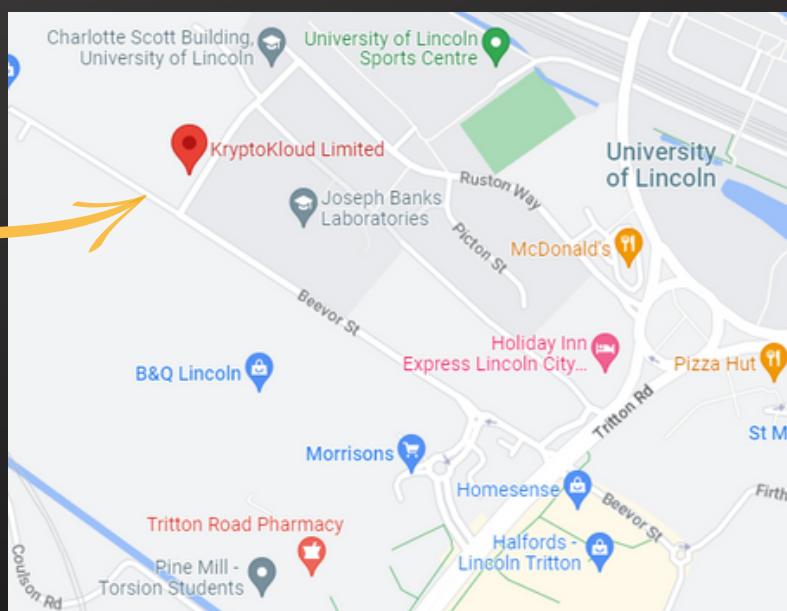 Charlotte Scott Building,
University of Lincoln
University of Lincoln
Sports Centre
KryptoKloud Limited
University
of Lincoln
Ruston Way
Joseph Banks
Laboratories
Picton St
McDonald's
Beevor St
Holiday Inn
Express Lincoln City...
B&Q Lincoln
Pizza Hut
Tritton Rd
St M
Morrisons
Homesense
Firth
Beevor St
Tritton Road Pharmacy
Halfords -
Lincoln Tritton
Pine Mill -
Torsion Students
Coulson Rd